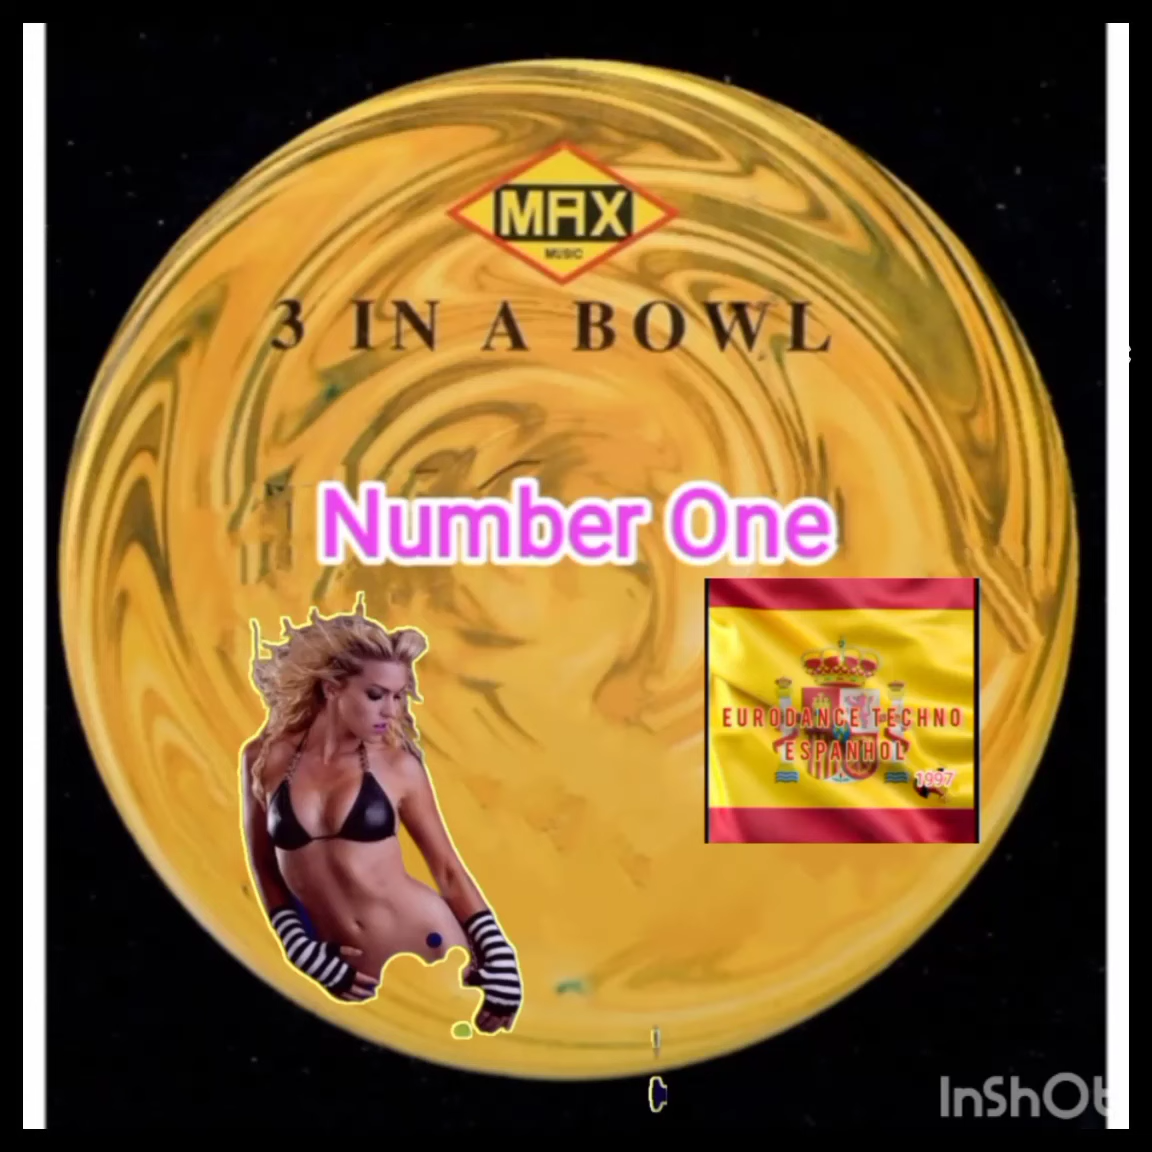 MAX
MUSIC
3 IN A BOWL
Number One
EURODANCE TECHNO
ESPANHOL
1997
InShOt